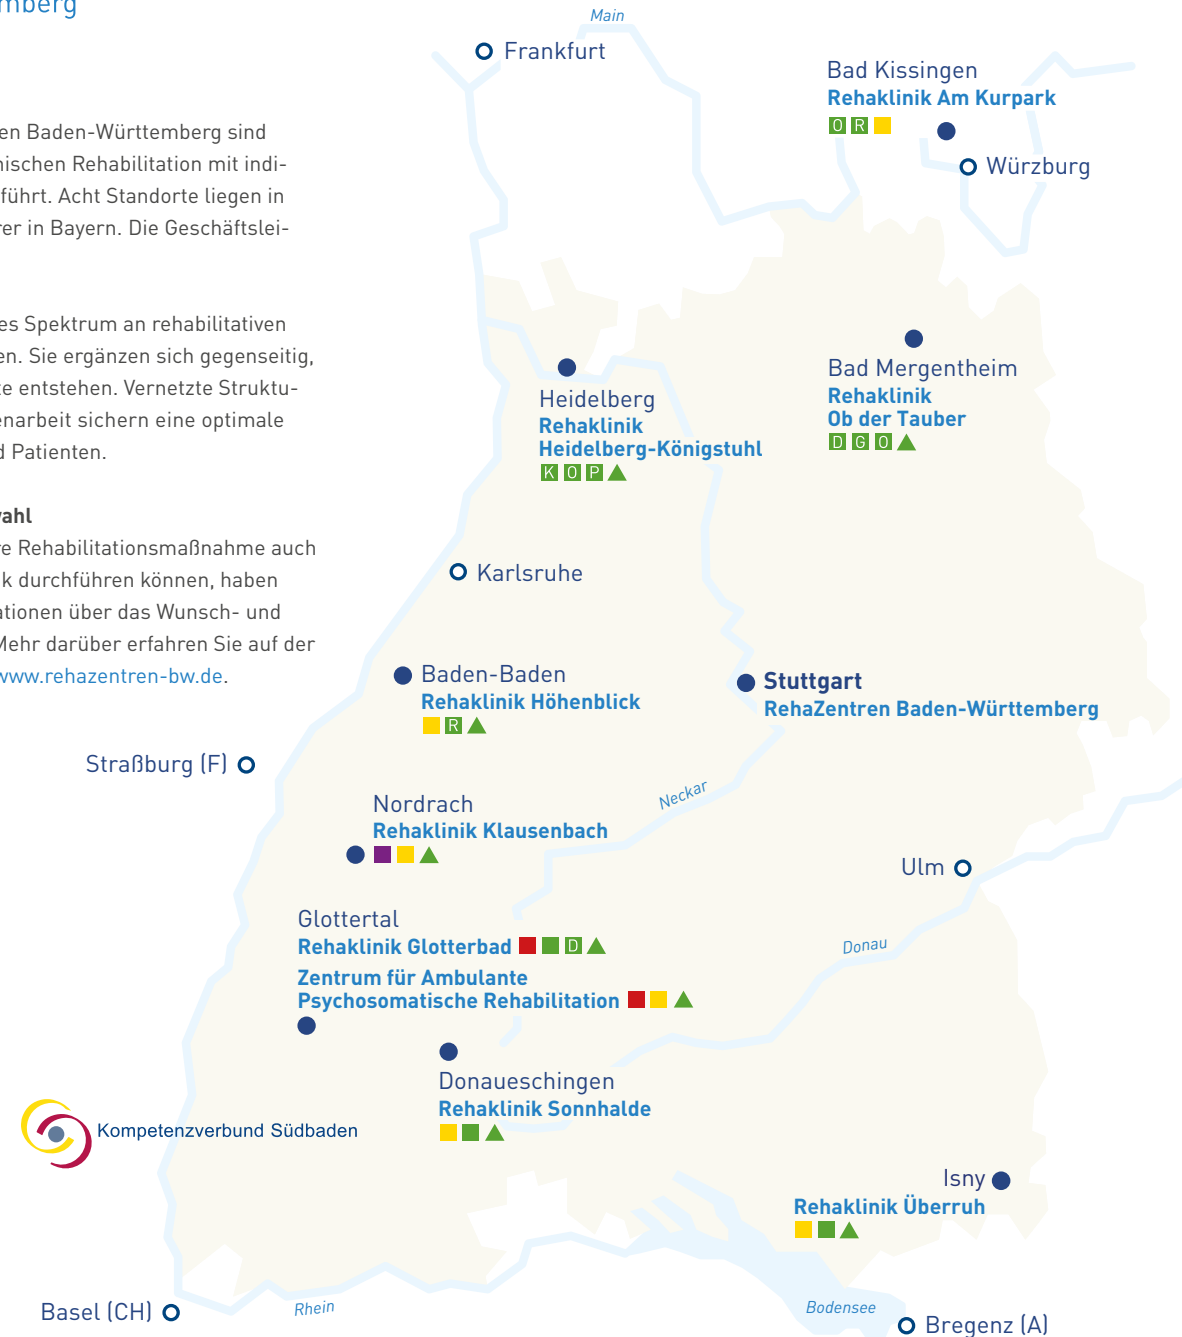 mberg
en Baden-Württemberg sind
nischen Rehabilitation mit indi-
führt. Acht Standorte liegen in
rer in Bayern. Die Geschäftslei-
es Spektrum an rehabilitativen
en. Sie ergänzen sich gegenseitig,
te entstehen. Vernetzte Struktu-
enarbeit sichern eine optimale
d Patienten.
ahl
re Rehabilitationsmaßnahme auch
k durchführen können, haben
ationen über das Wunsch- und
Mehr darüber erfahren Sie auf der
www.rehazentren-bw.de.
Main
Frankfurt
Bad Kissingen
Rehaklinik Am Kurpark
O R
Würzburg
Heidelberg
Rehaklinik
Heidelberg-Königstuhl
K O P
Bad Mergentheim
Rehaklinik
Ob der Tauber
D G O
Karlsruhe
Baden-Baden
Rehaklinik Höhenblick
R
Stuttgart
RehaZentren Baden-Württemberg
Straßburg (F)
Neckar
Nordrach
Rehaklinik Klausenbach
Ulm
Glottertal
Rehaklinik Glotterbad D
Zentrum für Ambulante
Psychosomatische Rehabilitation
Donau
Donaueschingen
Rehaklinik Sonnhalde
Kompetenzverbund Südbaden
Isny
Rehaklinik Überruh
Basel (CH)
Rhein
Bodensee
Bregenz (A)